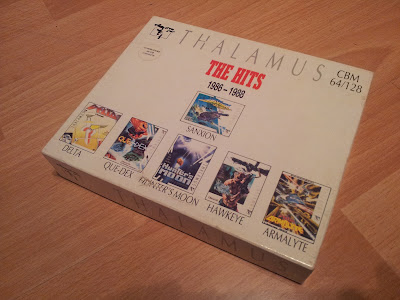 THALAMUS
THE HITS
1986-1988
CBM
64/128
SANXION
DELTA
QUE-DEX
HUNTER'S MOON
HAWKEYE
ARMALYTE
THALAMUS